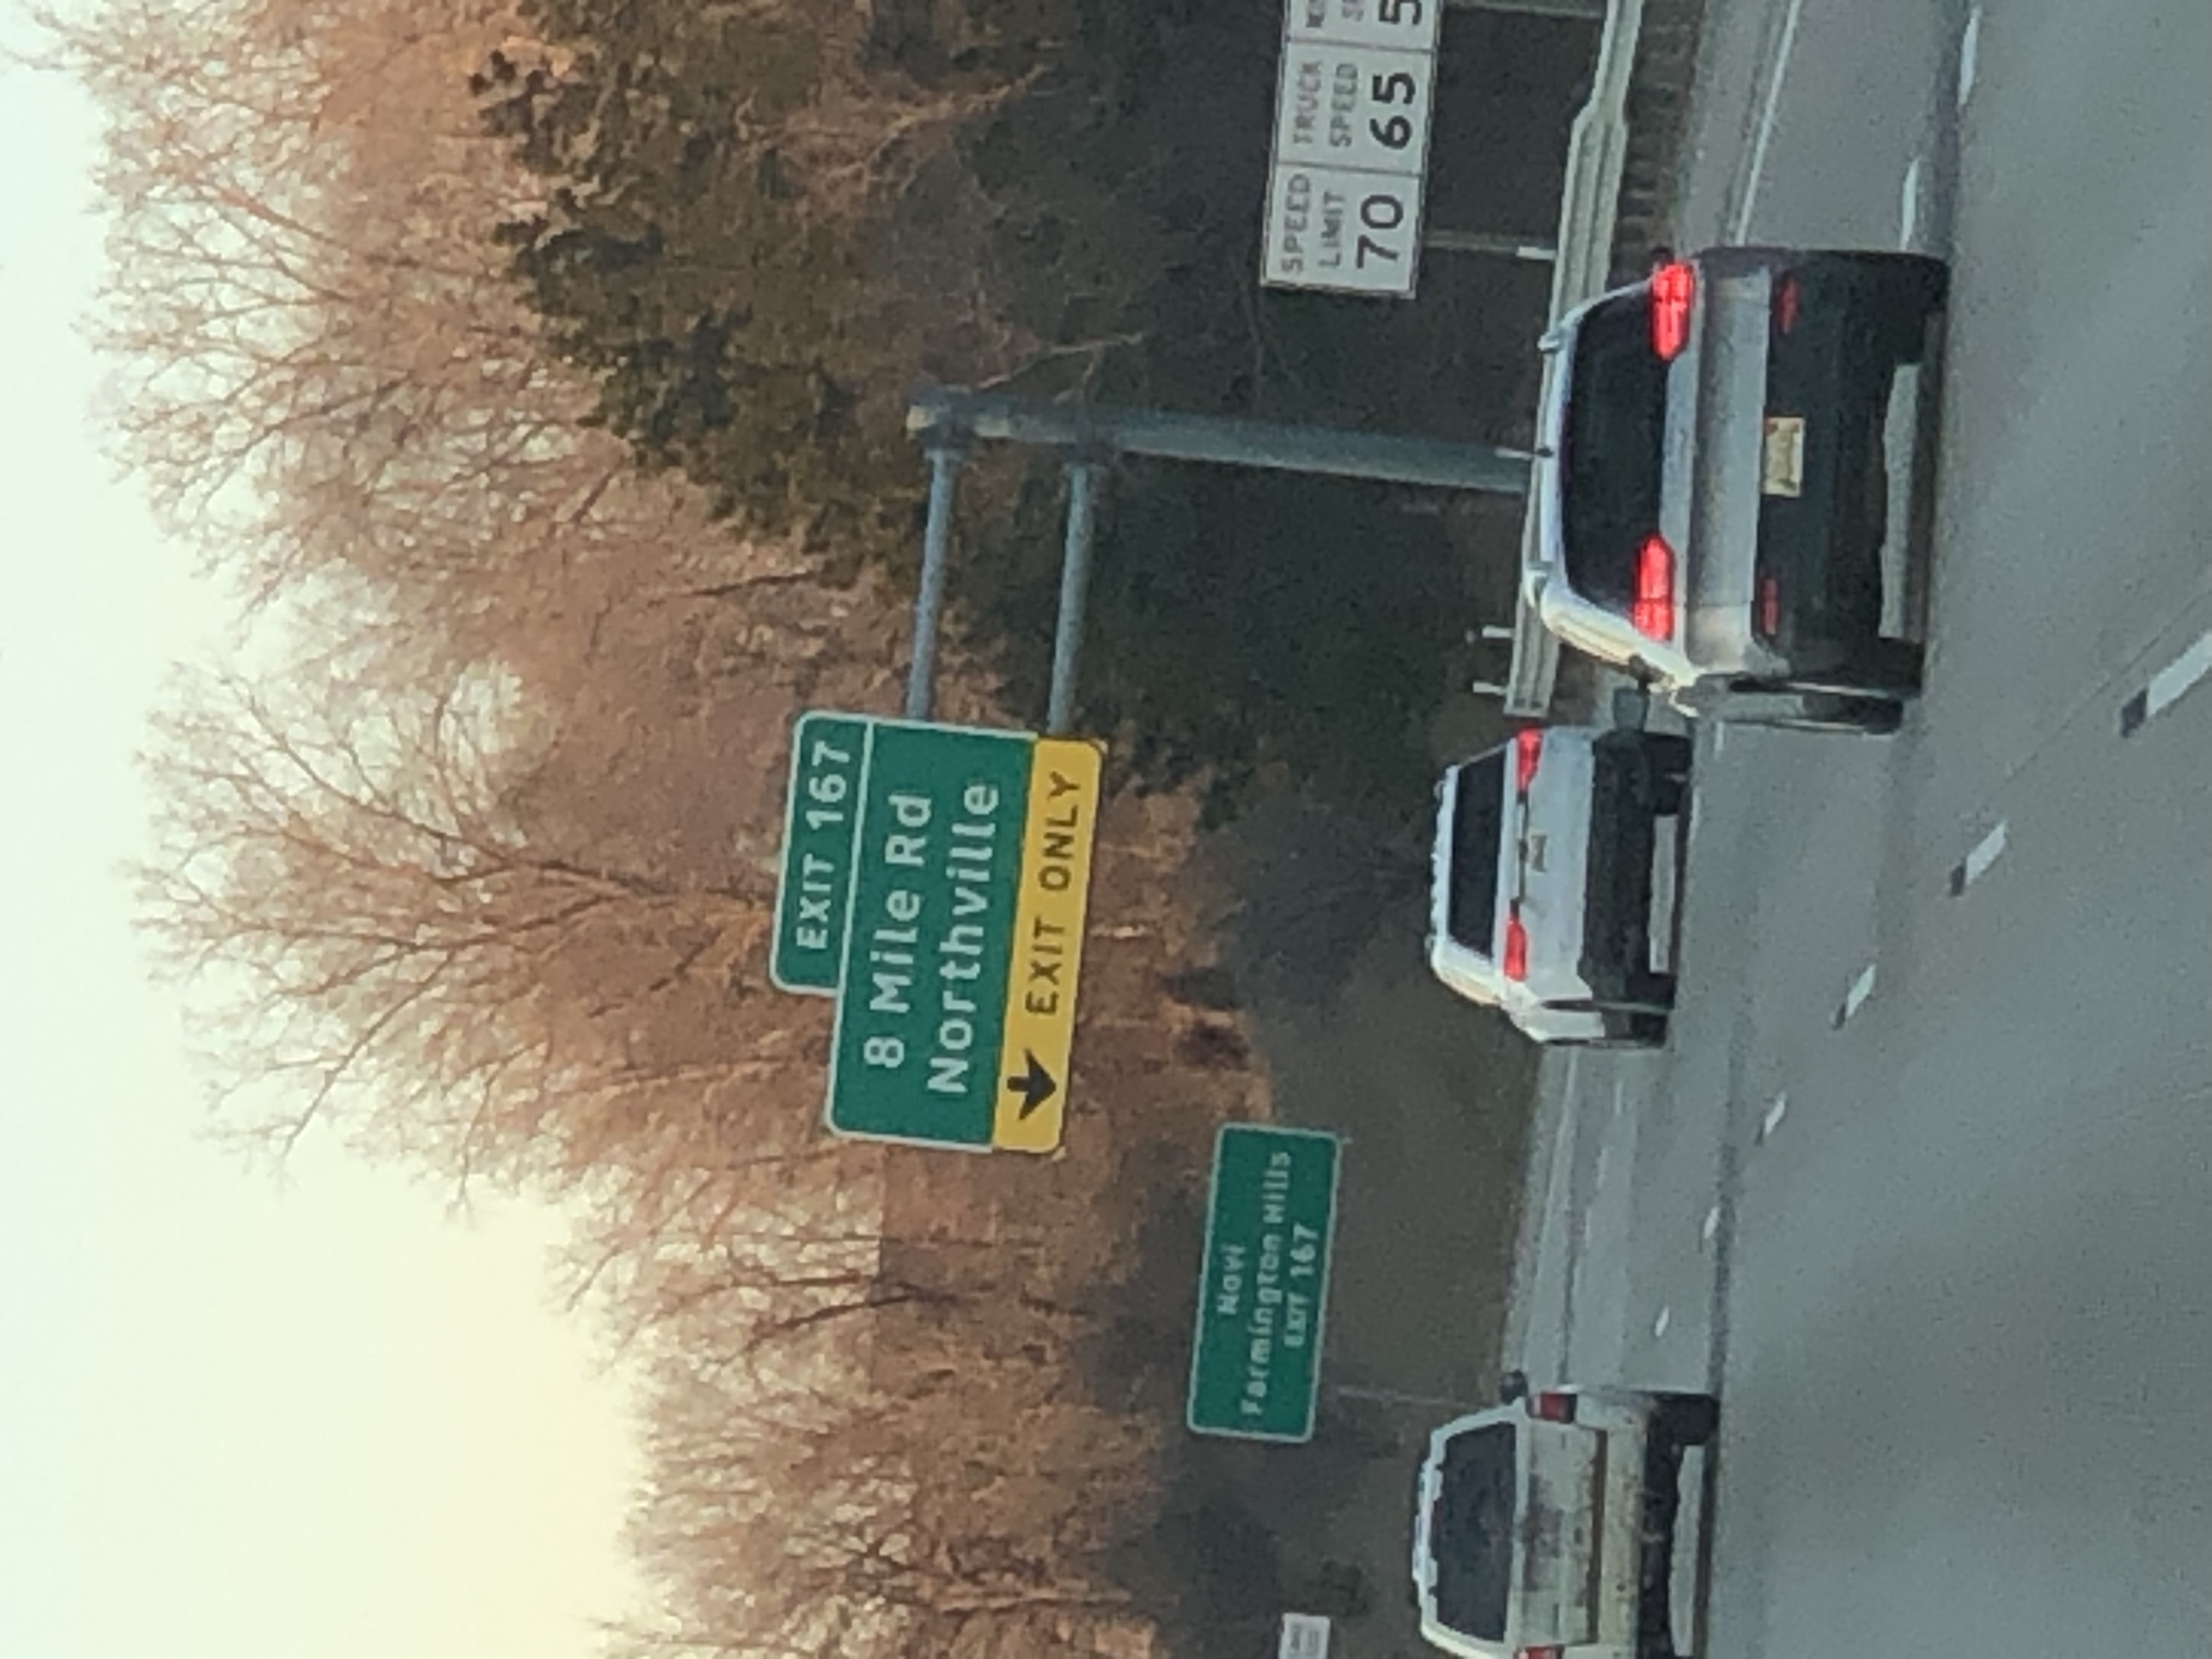 EXIT 167
8 Mile Rd
Northville
EXIT ONLY
Novi
Farmington Hills
EXIT 167
SPEED
LIMIT
70
TRUCK
SPEED
65
5